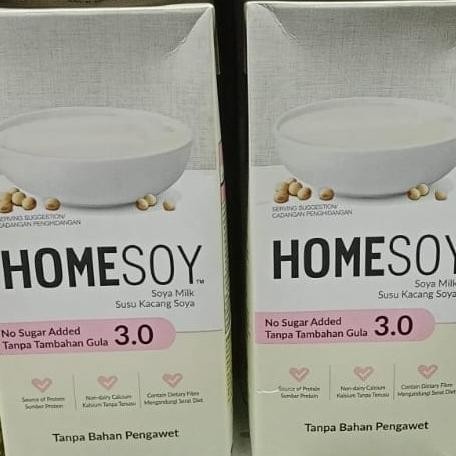 SERVING SUGGESTION/
CADANGAN PENGHIDANGAN
HOMESOY™
Soya Milk
Susu Kacang Soya
No Sugar Added
Tanpa Tambahan Gula 3.0
Source of Protein
Sumber Protein
Non-dairy Calcium
Kalsium Tanpa Tenusu
Contain Dietary Fibre
Mengandungi Serat Diet
Tanpa Bahan Pengawet
SERVING SUGGESTION/
CADANGAN PENGHIDANGAN
HOMESOY
Soya Milk
Susu Kacang Soya
No Sugar Added
Tanpa Tambahan Gula 3.0
Source of Protein
Sumber Protein
Non-dairy Calcium
Kalsium Tanpa Tenusu
Contain Dietary Fibre
Mengandungi Serat Diet
Tanpa Bahan Pengawet